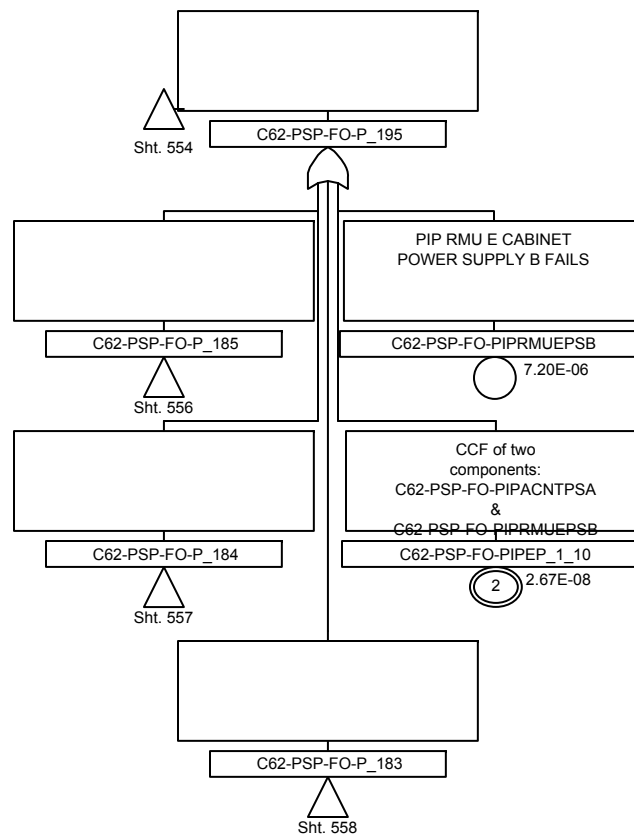 C62-PSP-FO-P_195
Sht. 554
PIP RMU E CABINET
POWER SUPPLY B FAILS
C62-PSP-FO-P_185
C62-PSP-FO-PIPRMUEPSB
7.20E-06
Sht. 556
CCF of two
components:
C62-PSP-FO-PIPACNTPSA
&
C62-PSP-FO-PIPRMUEPSB
C62-PSP-FO-P_184
C62-PSP-FO-PIPEP_1_10
2
2.67E-08
Sht. 557
C62-PSP-FO-P_183
Sht. 558